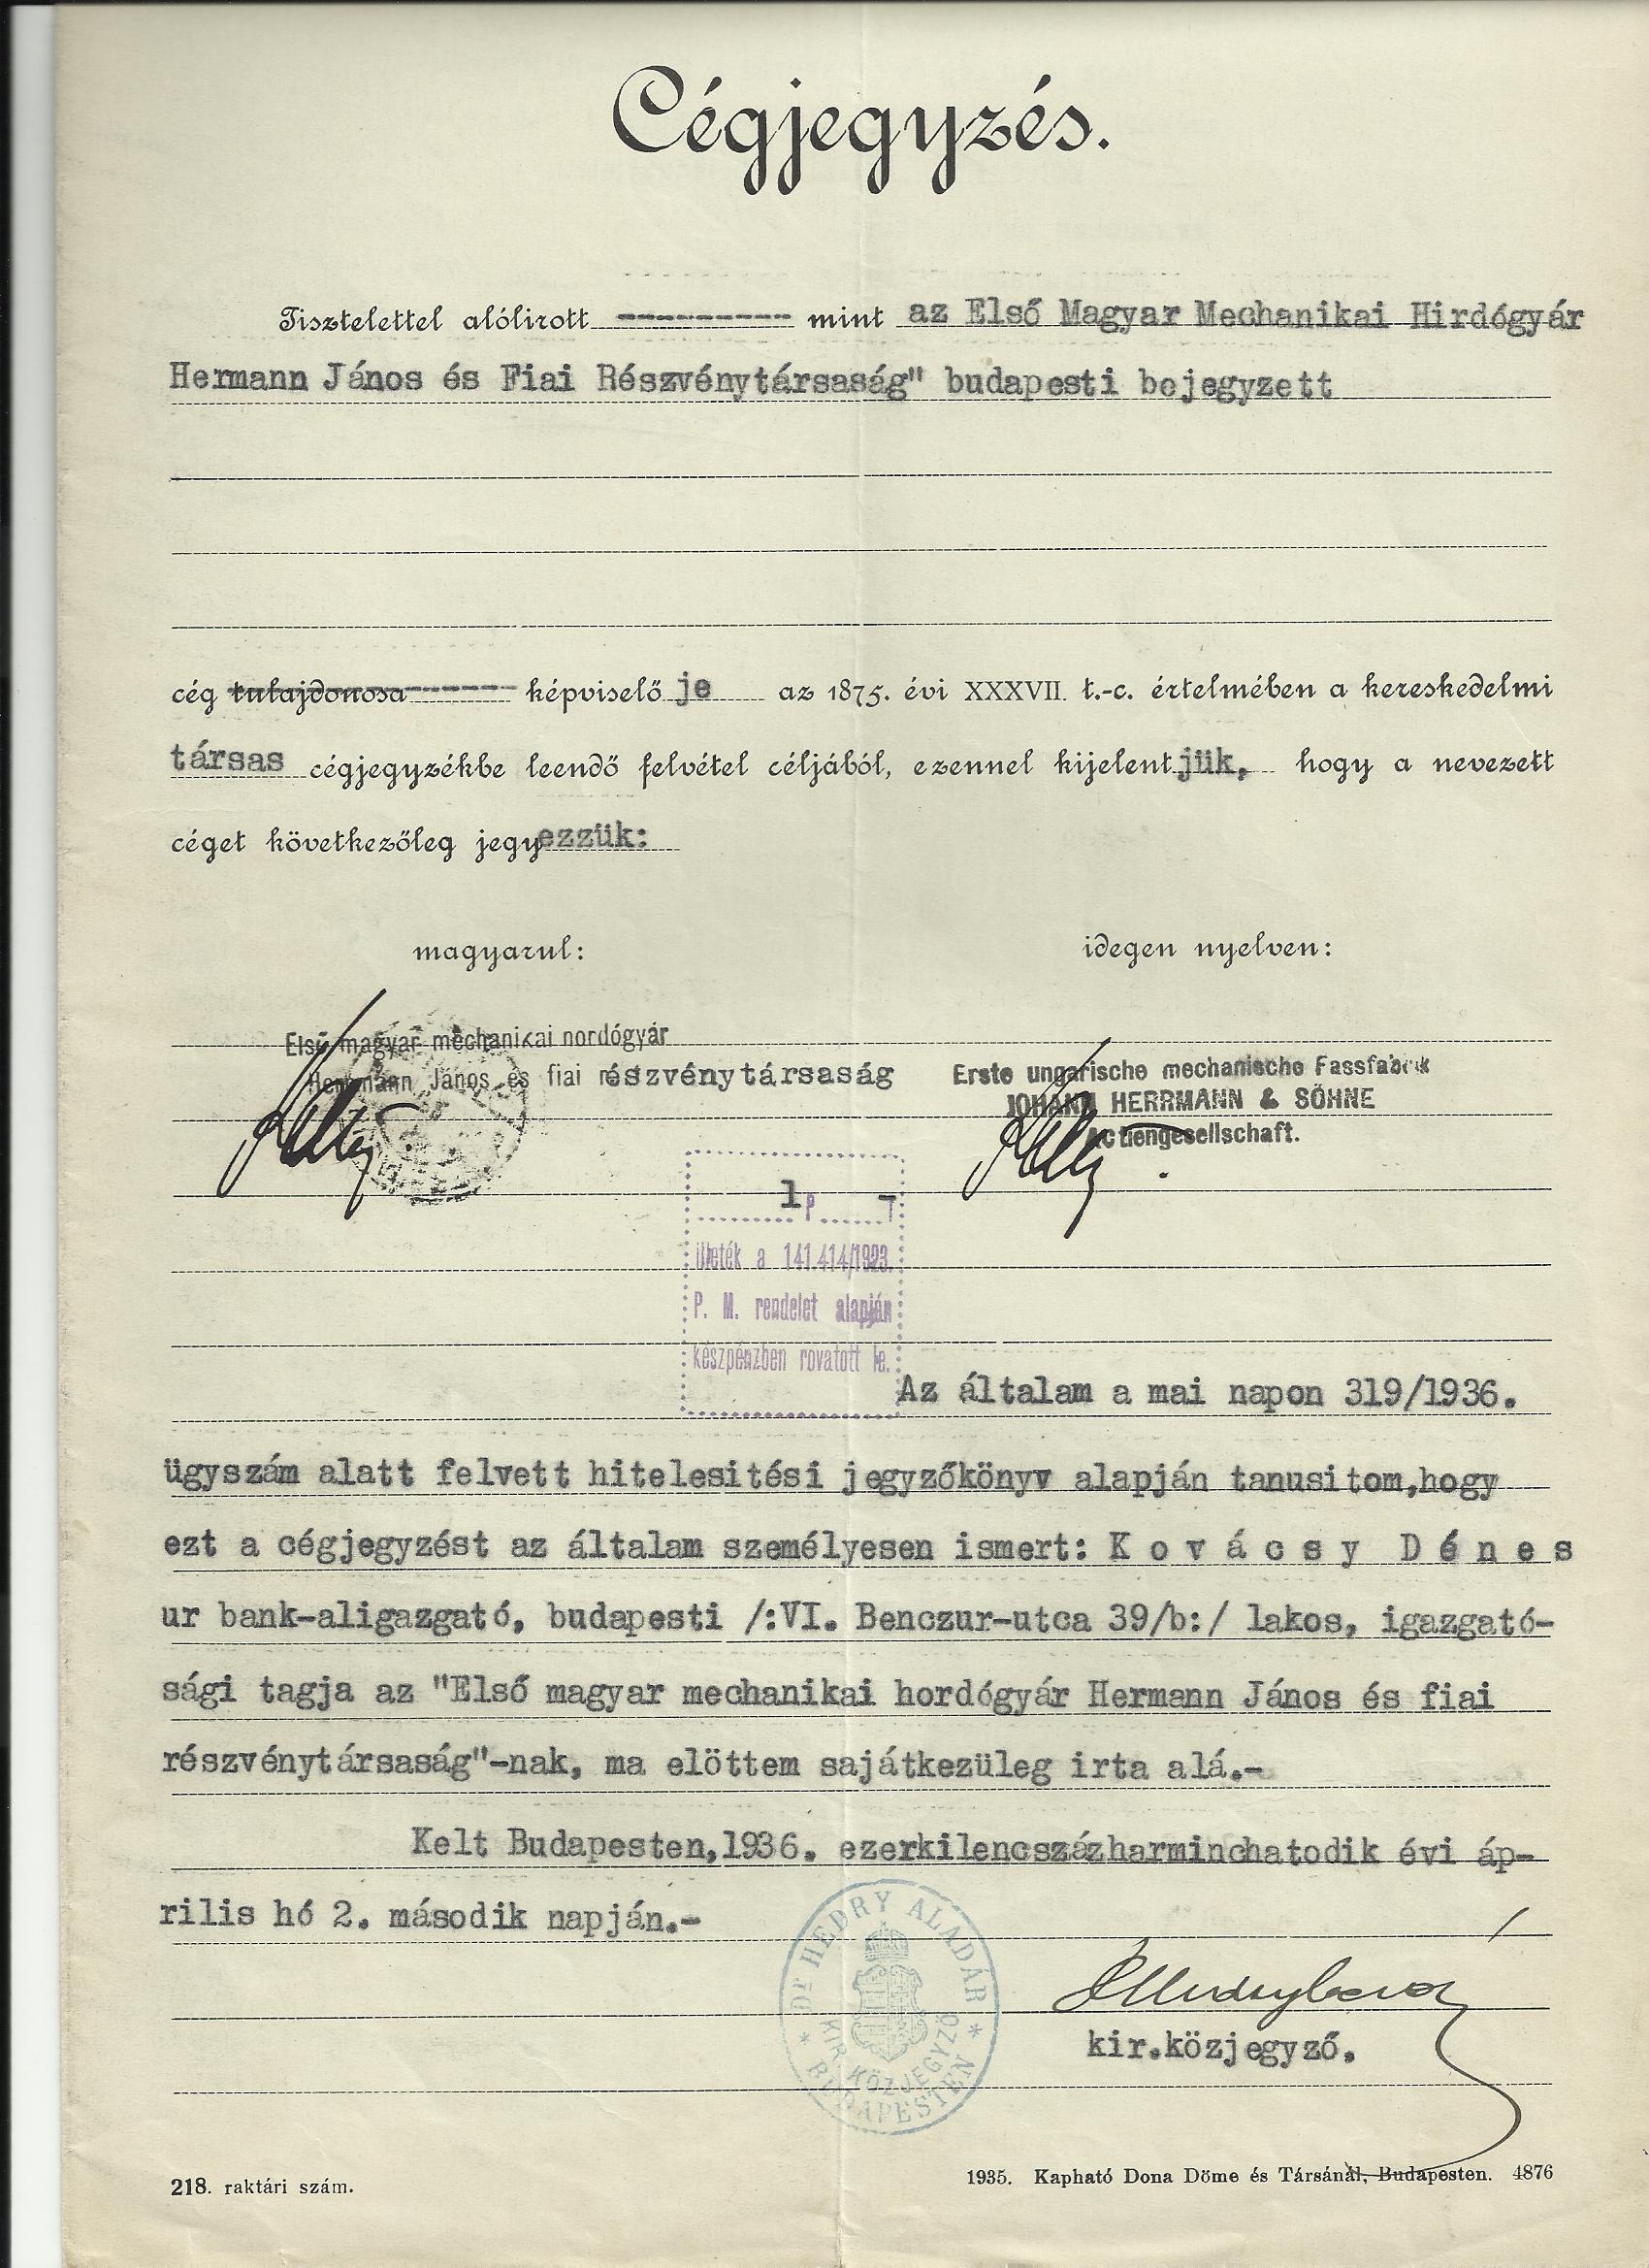 Cégjegyzés.
Tisztelettel alólirott --------- mint az Első Magyar Mechanikai Hirdógyár
Hermann János és Fiai Részvénytársaság" budapesti bejegyzett
cég tulajdonosa------- képviselő je az 1875. évi XXXVII. t.-c. értelmében a kereskedelmi
társas cégjegyzékbe leendő felvétel céljából, ezennel kijelentjük, hogy a nevezett
céget következőleg jegyezzük:
magyarul: idegen nyelven:
Első magyar mechanikai hordógyár
Herrmann János és fiai részvénytársaság
Erste ungarische mechanische Fassfabrik
JOHANN HERRMANN & SÖHNE
Actiengesellschaft.
1 P -
illeték a 141.414/1923.
P. M. rendelet alapján
készpénzben rovatott le.
Az általam a mai napon 319/1936.
ügyszám alatt felvett hitelesitési jegyzőkönyv alapján tanusitom,hogy
ezt a cégjegyzést az általam személyesen ismert: K o v á c s y D é n e s
ur bank-aligazgató, budapesti /:VI. Benczur-utca 39/b:/ lakos, igazgató-
sági tagja az "Első magyar mechanikai hordógyár Hermann János és fiai
részvénytársaság"-nak, ma elöttem sajátkezüleg irta alá.-
Kelt Budapesten,1936. ezerkilencszázharminchatodik évi áp-
rilis hó 2. második napján.-
Dr HEDRY ALADÁR
KIR. KÖZJEGYZŐ
* BUDAPESTEN *
kir.közjegyző.
218. raktári szám.
1935. Kapható Dona Döme és Társánál, Budapesten. 4876